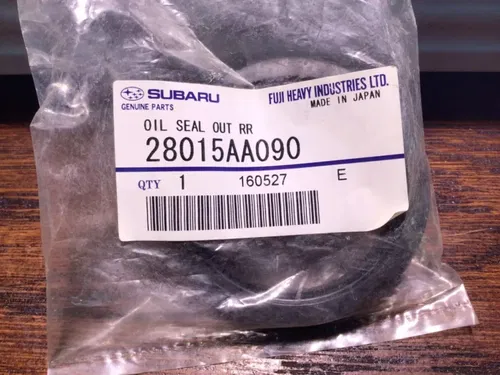 SUBARU
GENUINE PARTS
FUJI HEAVY INDUSTRIES LTD.
MADE IN JAPAN
OIL SEAL OUT RR
28015AA090
QTY 1 160527 E